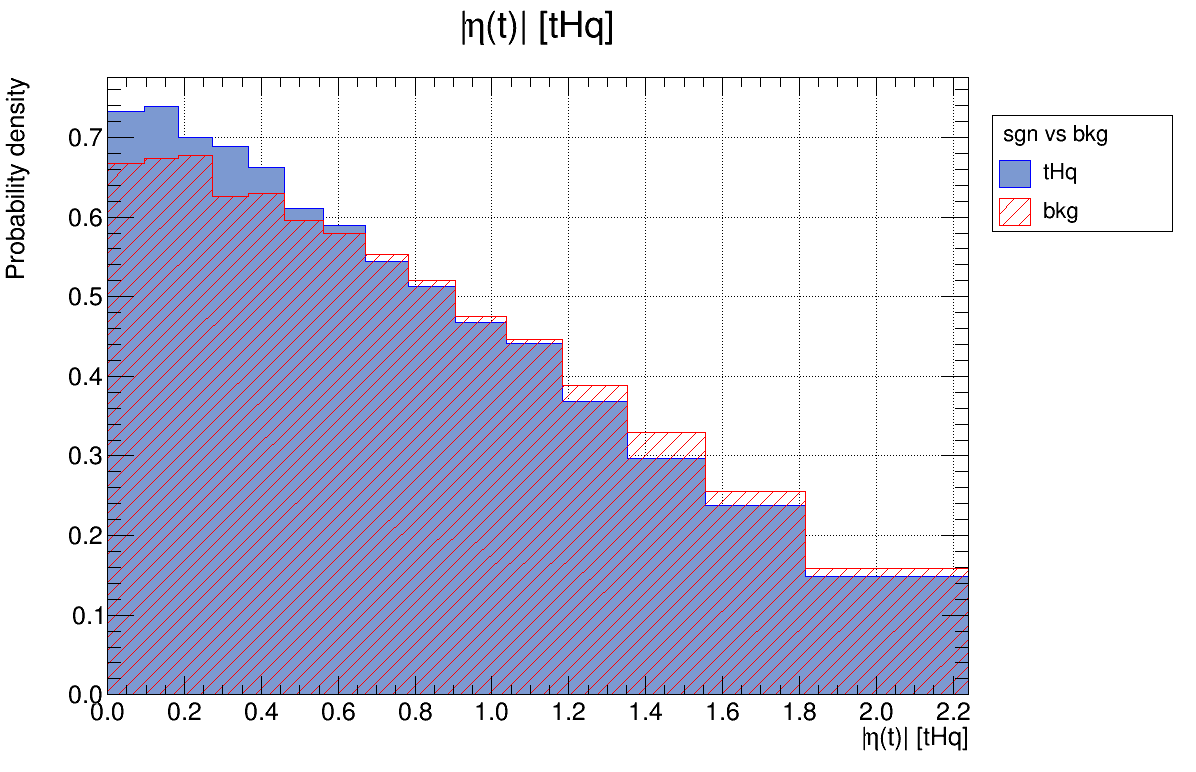 |η(t)| [tHq]
Probability density
0.7
0.6
0.5
0.4
0.3
0.2
0.1
0.0
0.0 0.2 0.4 0.6 0.8 1.0 1.2 1.4 1.6 1.8 2.0 2.2
|η(t)| [tHq]
sgn vs bkg
tHq
bkg